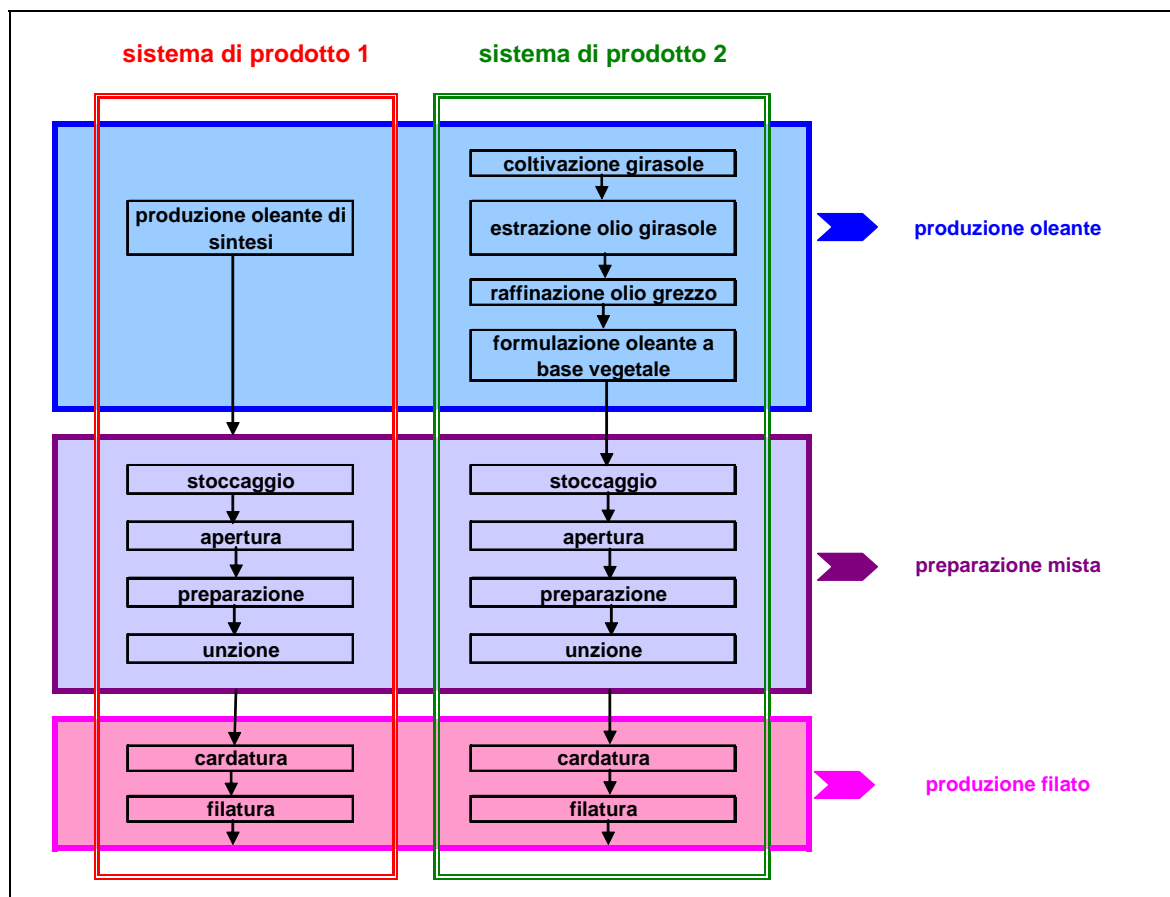 sistema di prodotto 1
sistema di prodotto 2
produzione oleante di
sintesi
coltivazione girasole
estrazione olio girasole
raffinazione olio grezzo
formulazione oleante a
base vegetale
produzione oleante
stoccaggio
apertura
preparazione
unzione
stoccaggio
apertura
preparazione
unzione
preparazione mista
cardatura
filatura
cardatura
filatura
produzione filato